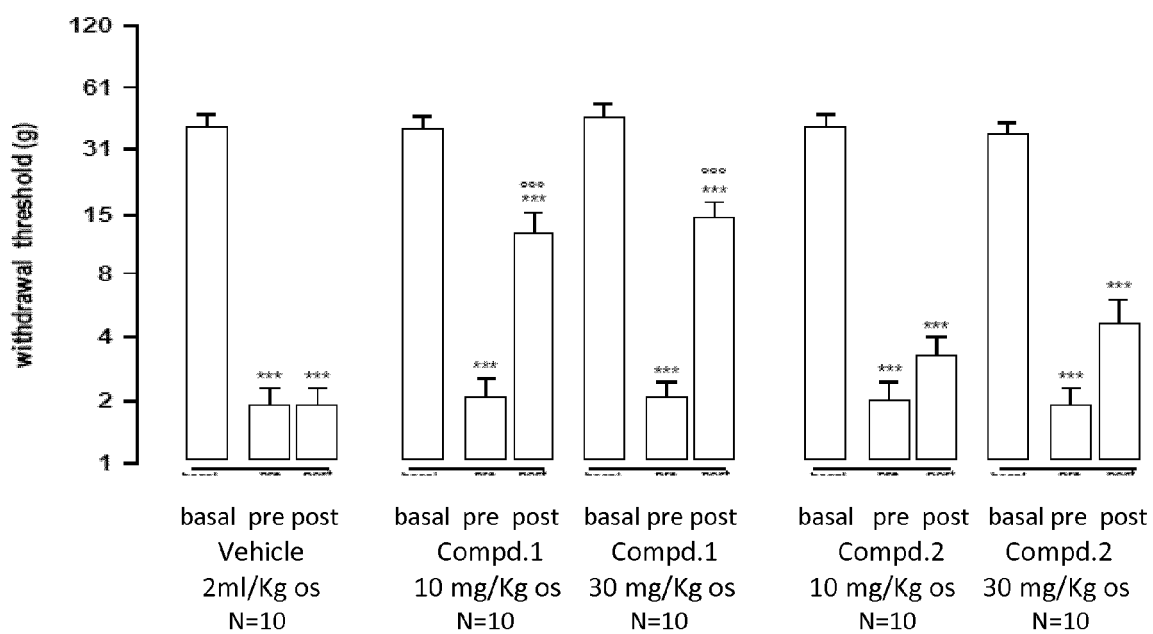 withdrawal threshold (g)
120
61
31
15
8
4
2
1
*** ***
***
°°°
***
***
°°°
***
*** ***
*** ***
basal pre post
Vehicle
2ml/Kg os
N=10
basal pre post
Compd.1
10 mg/Kg os
N=10
basal pre post
Compd.1
30 mg/Kg os
N=10
basal pre post
Compd.2
10 mg/Kg os
N=10
basal pre post
Compd.2
30 mg/Kg os
N=10